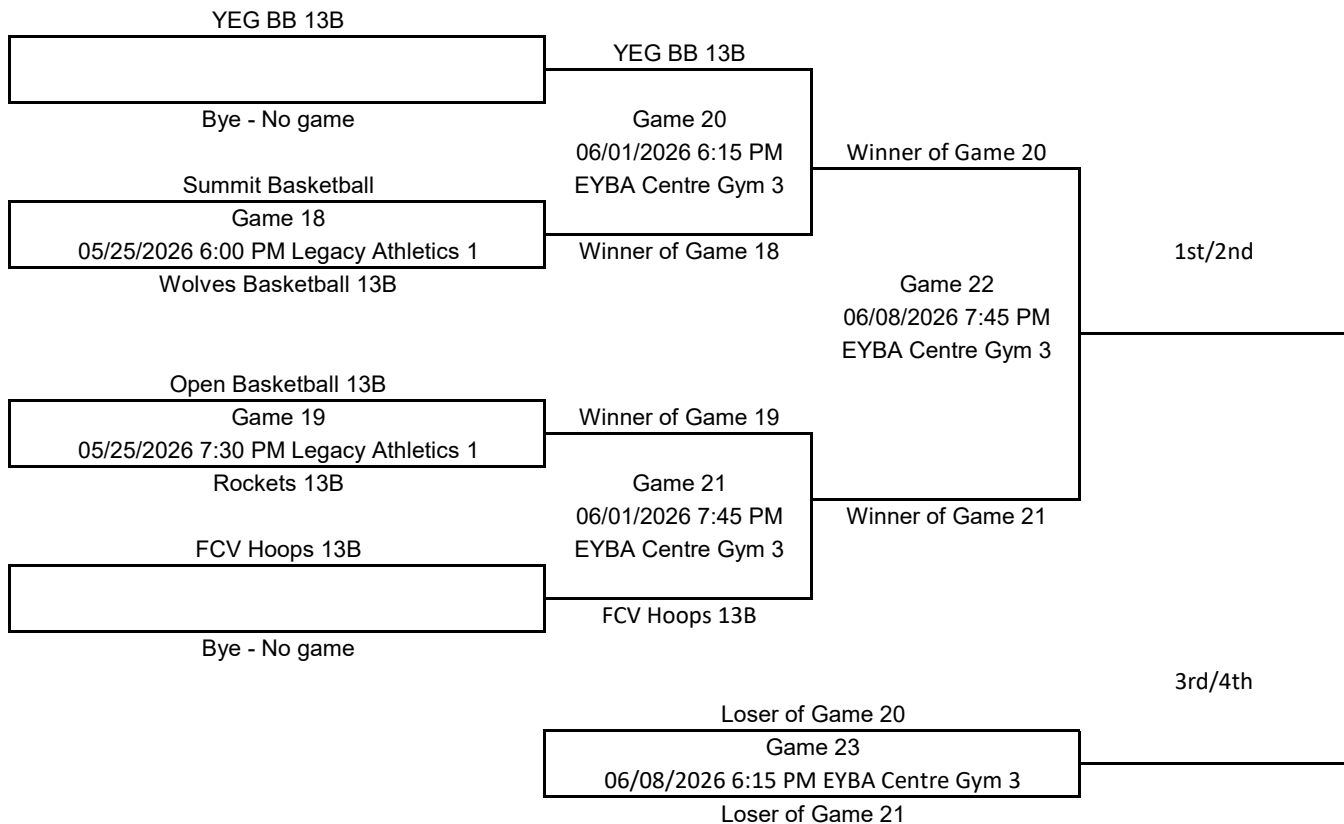 YEG BB 13B
Bye - No game
Summit Basketball
Game 18
05/25/2026 6:00 PM Legacy Athletics 1
Wolves Basketball 13B
Open Basketball 13B
Game 19
05/25/2026 7:30 PM Legacy Athletics 1
Rockets 13B
FCV Hoops 13B
Bye - No game
YEG BB 13B
Game 20
06/01/2026 6:15 PM
EYBA Centre Gym 3
Winner of Game 18
Winner of Game 19
Game 21
06/01/2026 7:45 PM
EYBA Centre Gym 3
FCV Hoops 13B
Winner of Game 20
Game 22
06/08/2026 7:45 PM
EYBA Centre Gym 3
Winner of Game 21
1st/2nd
Loser of Game 20
Game 23
06/08/2026 6:15 PM EYBA Centre Gym 3
Loser of Game 21
3rd/4th